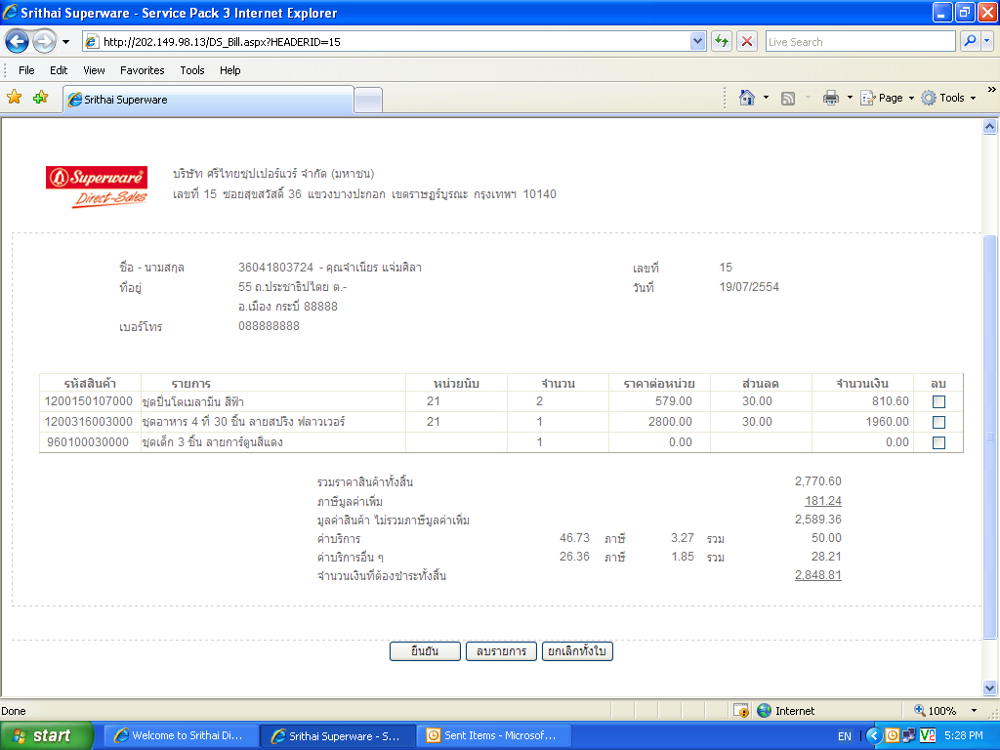 Srithai Superware - Service Pack 3 Internet Explorer
http://202.149.98.13/DS_Bill.aspx?HEADERID=15 Live Search
File Edit View Favorites Tools Help
Srithai Superware Page Tools
Superware
Direct-Sales
บริษัท ศรีไทยซุปเปอร์แวร์ จำกัด (มหาชน)
เลขที่ 15 ซอยสุขสวัสดิ์ 36 แขวงบางปะกอก เขตราษฏร์บูรณะ กรุงเทพฯ 10140
ชื่อ - นามสกุล 36041803724 - คุณจำเนียร แจ่มศิลา เลขที่ 15
ที่อยู่ 55 ถ.ประชาธิปไตย ต.- วันที่ 19/07/2554
อ.เมือง กระบี่ 88888
เบอร์โทร 088888888
รหัสสินค้า รายการ หน่วยนับ จำนวน ราคาต่อหน่วย ส่วนลด จำนวนเงิน ลบ
1200150107000 ชุดปิ่นโตเมลามีน สีฟ้า 21 2 579.00 30.00 810.60
1200316003000 ชุดอาหาร 4 ที่ 30 ชิ้น ลายสปริง ฟลาวเวอร์ 21 1 2800.00 30.00 1960.00
960100030000 ชุดเด็ก 3 ชิ้น ลายการ์ตูนสีแดง 1 0.00 0.00
รวมราคาสินค้าทั้งสิ้น 2,770.60
ภาษีมูลค่าเพิ่ม 181.24
มูลค่าสินค้า ไม่รวมภาษีมูลค่าเพิ่ม 2,589.36
ค่าบริการ 46.73 ภาษี 3.27 รวม 50.00
ค่าบริการอื่น ๆ 26.36 ภาษี 1.85 รวม 28.21
จำนวนเงินที่ต้องชำระทั้งสิ้น 2,848.81
ยืนยัน ลบรายการ ยกเลิกทั้งใบ
Done Internet 100%
start Welcome to Srithai Di... Srithai Superware - S... Sent Items - Microsof... EN 5:28 PM